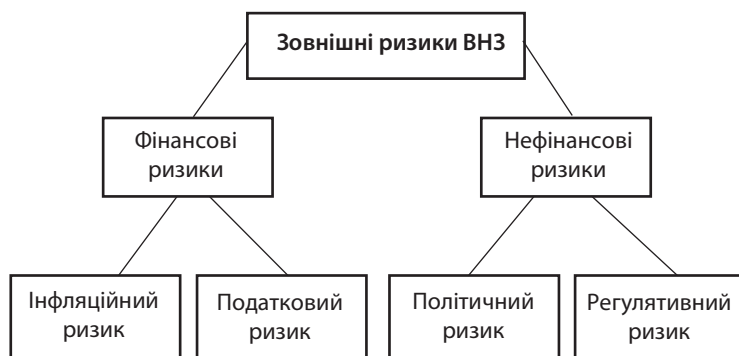 Зовнішні ризики ВНЗ
Фінансові
ризики
Нефінансові
ризики
Інфляційний
ризик
Податковий
ризик
Політичний
ризик
Регулятивний
ризик